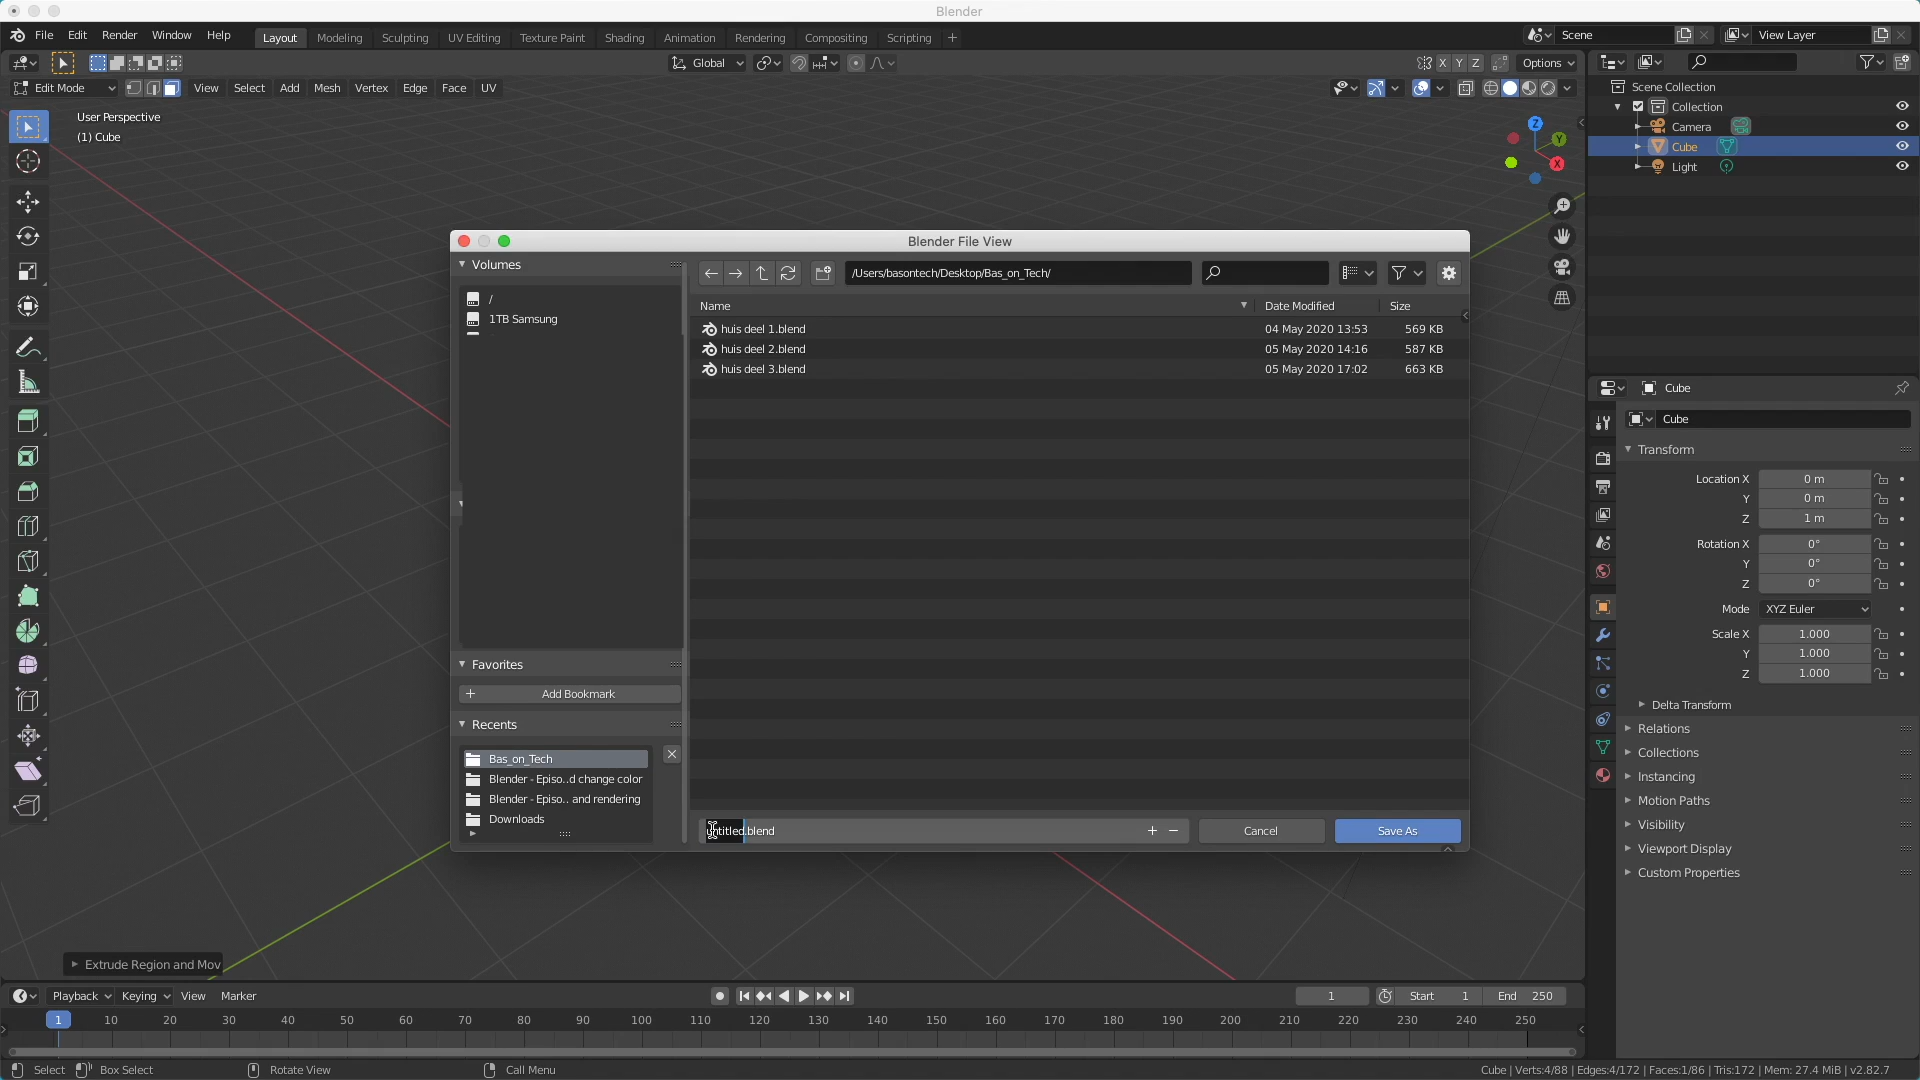 Blender
File Edit Render Window Help Layout Modeling Sculpting UV Editing Texture Paint Shading Animation Rendering Compositing Scripting + Scene View Layer
Global X Y Z Options
Edit Mode View Select Add Mesh Vertex Edge Face UV
User Perspective
(1) Cube
Z
Y
X
Scene Collection
Collection
Camera
Cube
Light
Blender File View
Volumes
/
1TB Samsung
Favorites
+ Add Bookmark
Recents
Bas_on_Tech
Blender - Episo..d change color
Blender - Episo.. and rendering
Downloads
/Users/basontech/Desktop/Bas_on_Tech/
Name Date Modified Size
huis deel 1.blend 04 May 2020 13:53 569 KB
huis deel 2.blend 05 May 2020 14:16 587 KB
huis deel 3.blend 05 May 2020 17:02 663 KB
untitled.blend + − Cancel Save As
Cube
Cube
Transform
Location X 0 m
Y 0 m
Z 1 m
Rotation X 0°
Y 0°
Z 0°
Mode XYZ Euler
Scale X 1.000
Y 1.000
Z 1.000
Delta Transform
Relations
Collections
Instancing
Motion Paths
Visibility
Viewport Display
Custom Properties
Extrude Region and Mov
Playback Keying View Marker 1 Start 1 End 250
1 10 20 30 40 50 60 70 80 90 100 110 120 130 140 150 160 170 180 190 200 210 220 230 240 250
Select Box Select Rotate View Call Menu Cube | Verts:4/88 | Edges:4/172 | Faces:1/86 | Tris:172 | Mem: 27.4 MiB | v2.82.7